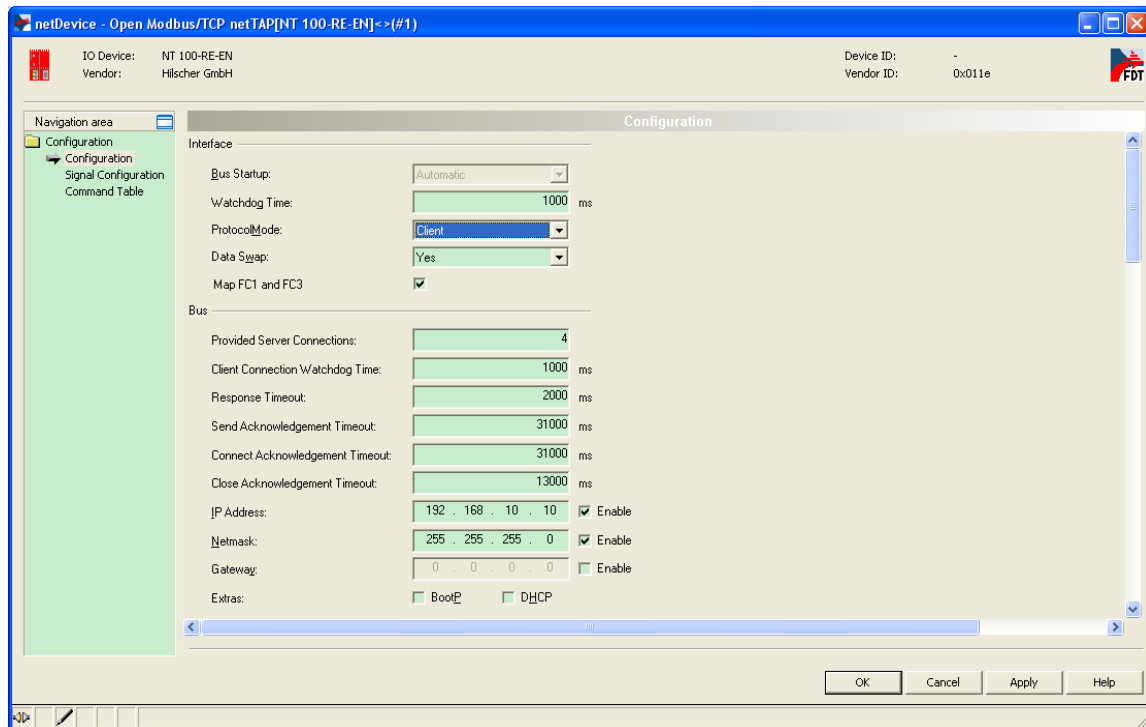 netDevice - Open Modbus/TCP netTAP[NT 100-RE-EN]<>(#1)
IO Device: NT 100-RE-EN Device ID: -
Vendor: Hilscher GmbH Vendor ID: 0x011e
FDT
Navigation area
Configuration
Configuration
Signal Configuration
Command Table
Configuration
Interface
Bus Startup: Automatic
Watchdog Time: 1000 ms
ProtocolMode: Client
Data Swap: Yes
Map FC1 and FC3
Bus
Provided Server Connections: 4
Client Connection Watchdog Time: 1000 ms
Response Timeout: 2000 ms
Send Acknowledgement Timeout: 31000 ms
Connect Acknowledgement Timeout: 31000 ms
Close Acknowledgement Timeout: 13000 ms
IP Address: 192 . 168 . 10 . 10 Enable
Netmask: 255 . 255 . 255 . 0 Enable
Gateway: 0 . 0 . 0 . 0 Enable
Extras: BootP DHCP
OK Cancel Apply Help